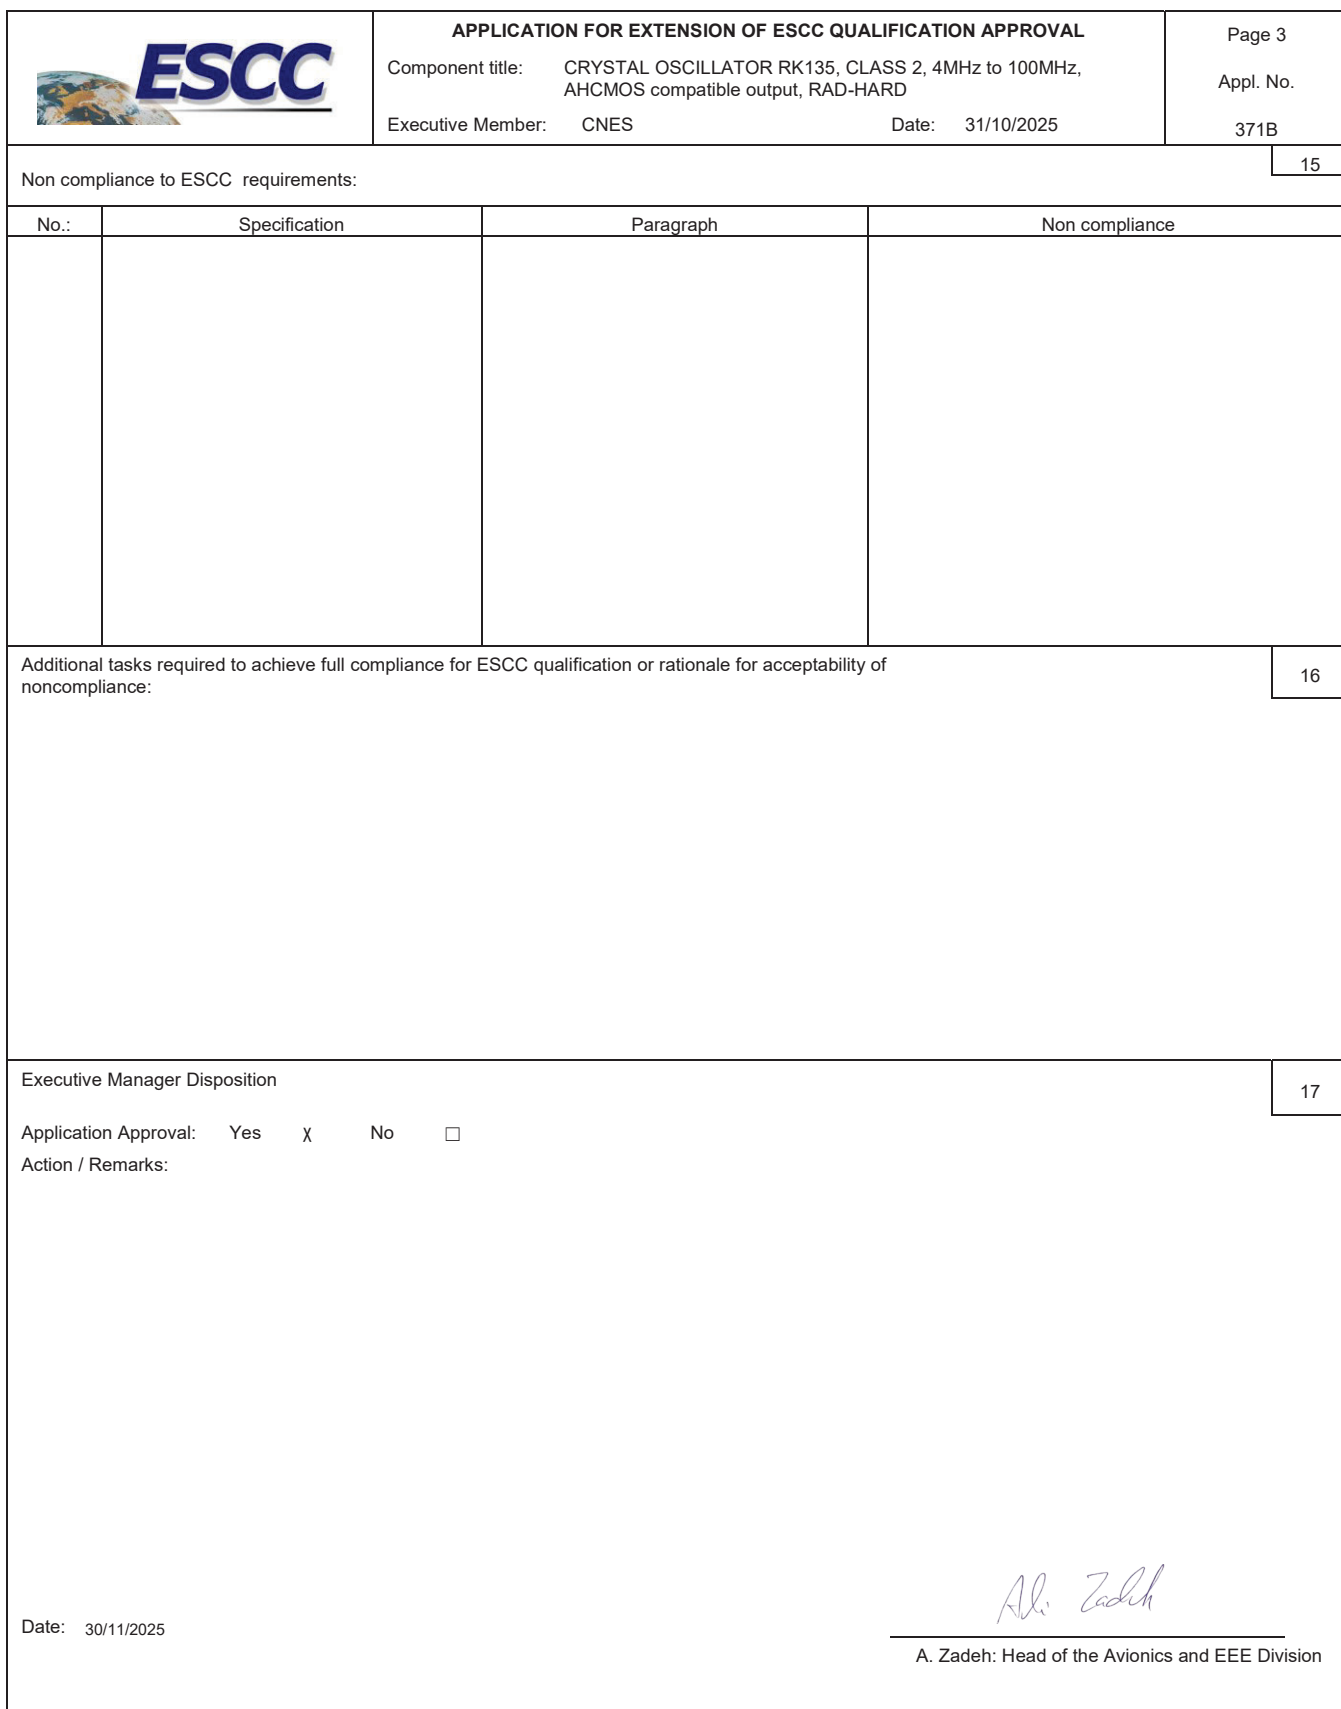 ESCC
APPLICATION FOR EXTENSION OF ESCC QUALIFICATION APPROVAL
Component title: CRYSTAL OSCILLATOR RK135, CLASS 2, 4MHz to 100MHz,
AHCMOS compatible output, RAD-HARD
Executive Member: CNES Date: 31/10/2025
Page 3
Appl. No.
371B
Non compliance to ESCC requirements:
15
No.: Specification Paragraph Non compliance
Additional tasks required to achieve full compliance for ESCC qualification or rationale for acceptability of
noncompliance:
16
Executive Manager Disposition
17
Application Approval: Yes X No □
Action / Remarks:
Ali Zadeh
Date: 30/11/2025
A. Zadeh: Head of the Avionics and EEE Division